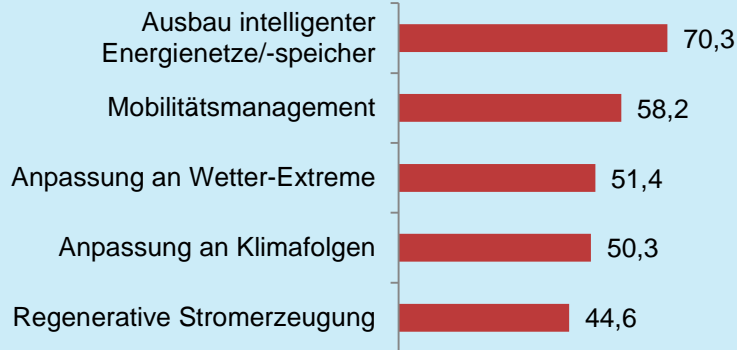 Ausbau intelligenter
Energienetze/-speicher
70,3
Mobilitätsmanagement
58,2
Anpassung an Wetter-Extreme
51,4
Anpassung an Klimafolgen
50,3
Regenerative Stromerzeugung
44,6